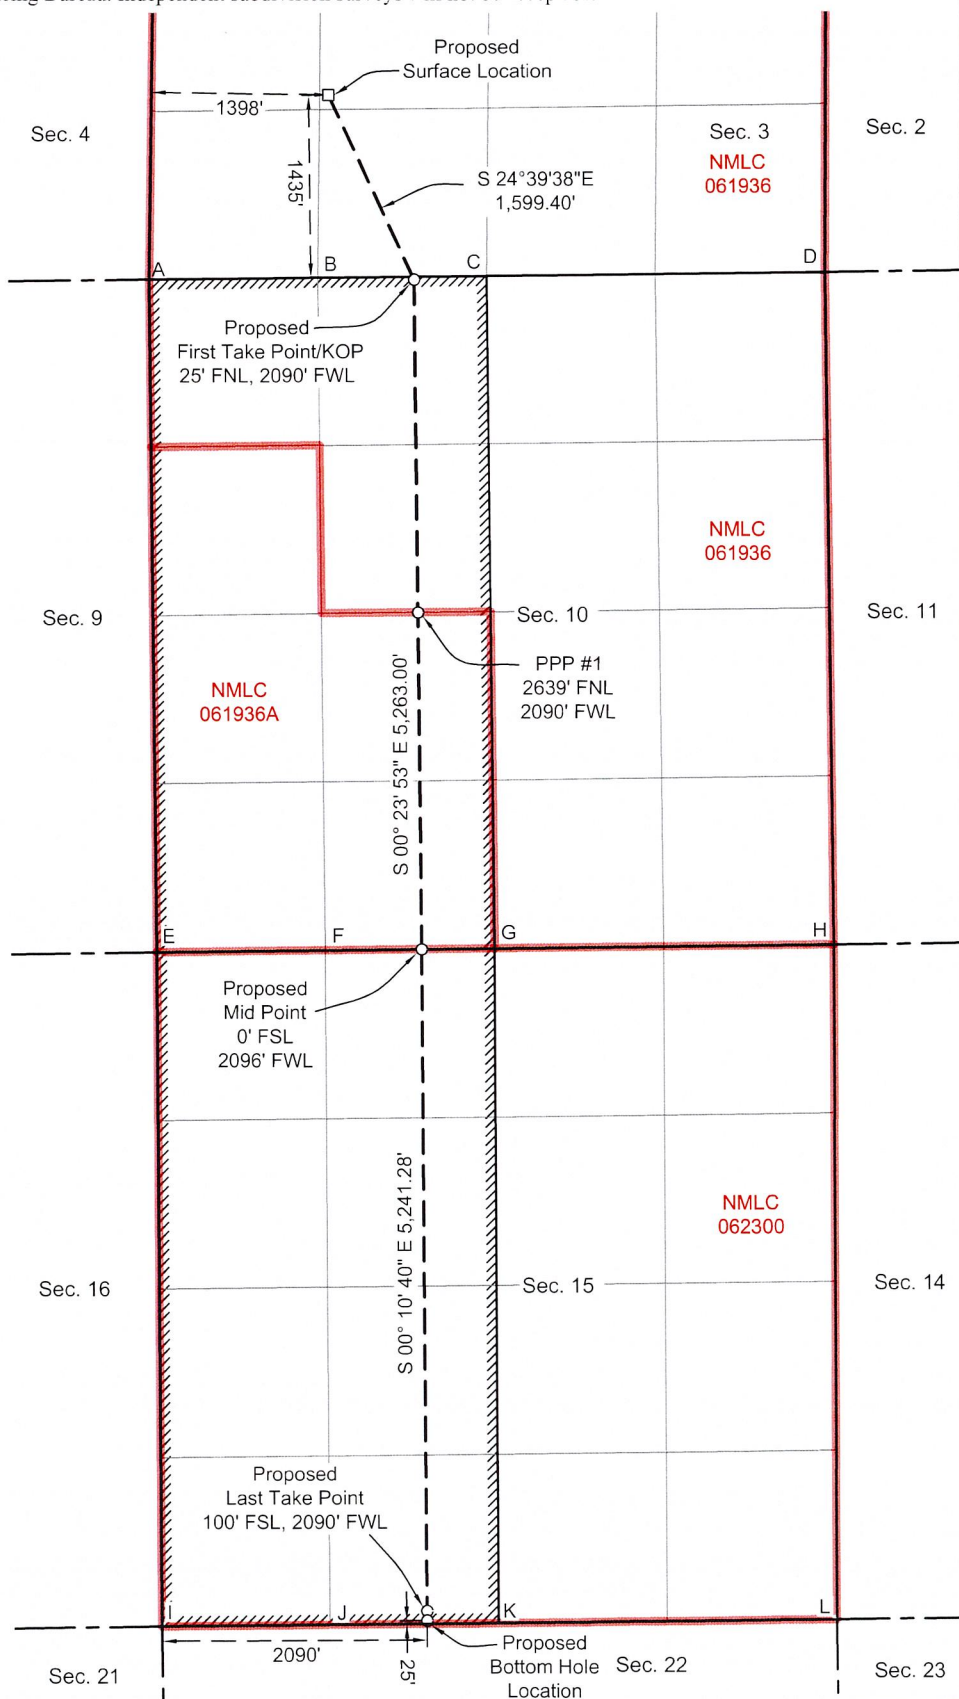 Proposed
Surface Location
1398'
Sec. 4
Sec. 3
Sec. 2
NMLC
061936
1435'
S 24°39'38"E
1,599.40'
A
B
C
D
Proposed
First Take Point/KOP
25' FNL, 2090' FWL
NMLC
061936
Sec. 9
Sec. 10
Sec. 11
PPP #1
2639' FNL
2090' FWL
NMLC
061936A
S 00° 23' 53" E 5,263.00'
E
F
G
H
Proposed
Mid Point
0' FSL
2096' FWL
S 00° 10' 40" E 5,241.28'
NMLC
062300
Sec. 16
Sec. 15
Sec. 14
Proposed
Last Take Point
100' FSL, 2090' FWL
I
J
K
L
2090'
25'
Proposed
Bottom Hole
Location
Sec. 21
Sec. 22
Sec. 23